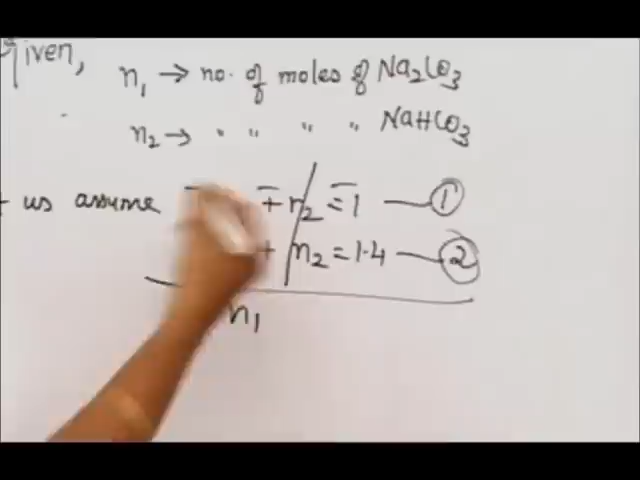 Given,
n₁ → no. of moles of Na₂CO₃
n₂ → " " " " NaHCO₃
us assume + n₂ = 1 — ①
+ n₂ = 1.4 — ②
n₁